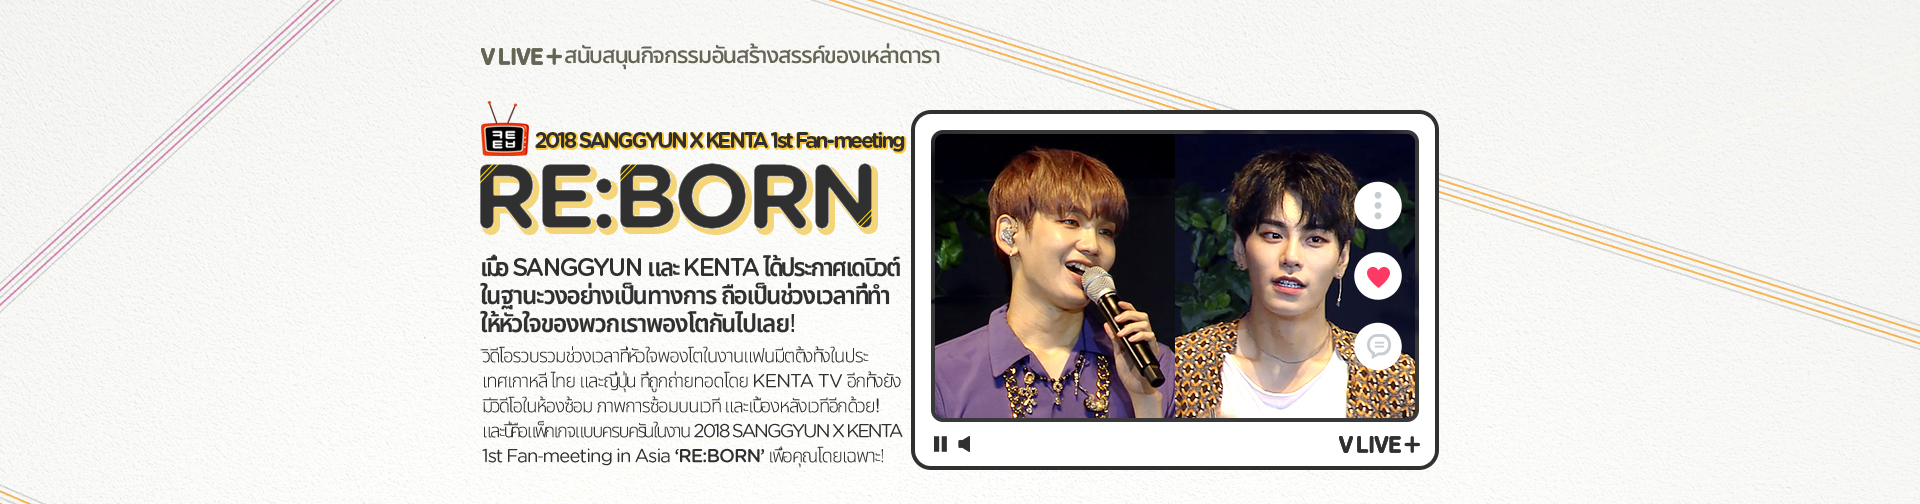 V LIVE+ สนับสนุนกิจกรรมอันสร้างสรรค์ของเหล่าดารา
ㅋㅌ
ㅌㅂ
2018 SANGGYUN X KENTA 1st Fan-meeting
RE:BORN
เมื่อ SANGGYUN และ KENTA ได้ประกาศเดบิวต์
ในฐานะวงอย่างเป็นทางการ ถือเป็นช่วงเวลาที่ทำ
ให้หัวใจของพวกเราพองโตกันไปเลย!
วิดีโอรวบรวมช่วงเวลาที่หัวใจพองโตในงานแฟนมีตติ้งทั้งในประ
เทศเกาหลี ไทย และญี่ปุ่น ที่ถูกถ่ายทอดโดย KENTA TV อีกทั้งยัง
มีวิดีโอในห้องซ้อม ภาพการซ้อมบนเวที และเบื้องหลังเวทีอีกด้วย!
และนี่คือแพ็กเกจแบบครบครันในงาน 2018 SANGGYUN X KENTA
1st Fan-meeting in Asia ‘RE:BORN’ เพื่อคุณโดยเฉพาะ!
V LIVE+